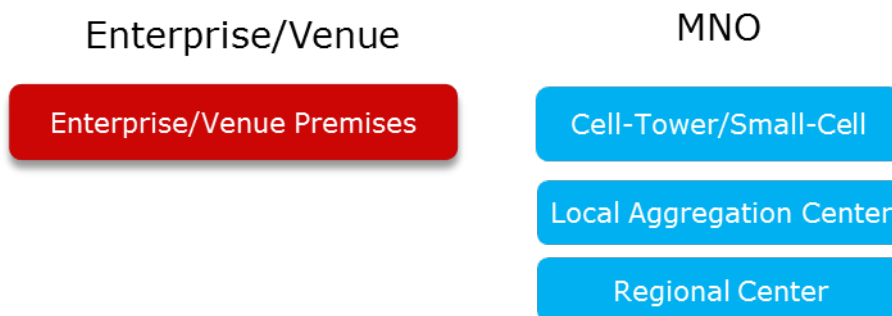 Enterprise/Venue
Enterprise/Venue Premises
MNO
Cell-Tower/Small-Cell
Local Aggregation Center
Regional Center